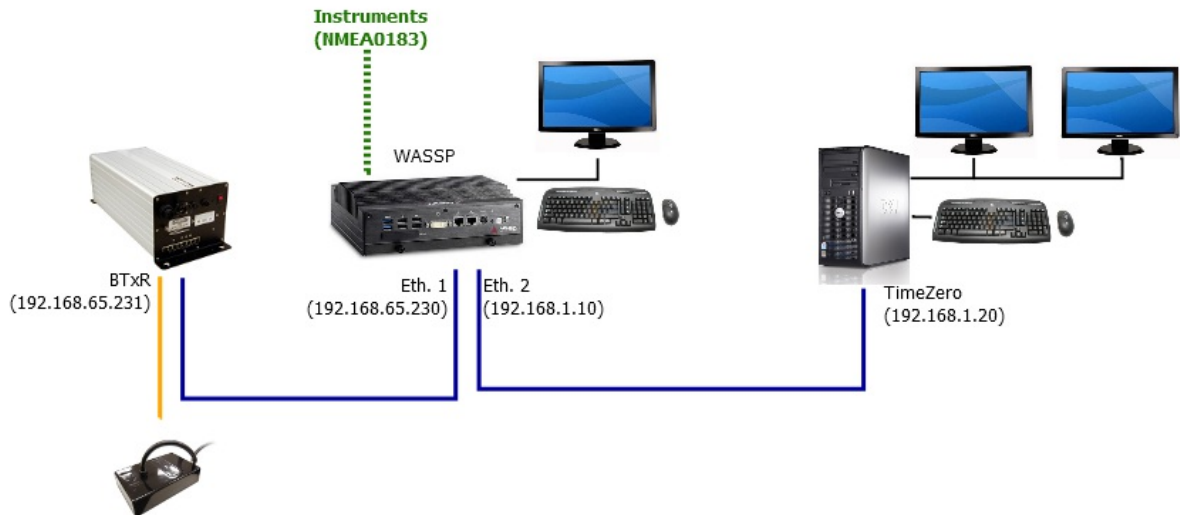 Instruments
(NMEA0183)
WASSP
BTxR
(192.168.65.231)
Eth. 1
(192.168.65.230)
Eth. 2
(192.168.1.10)
TimeZero
(192.168.1.20)